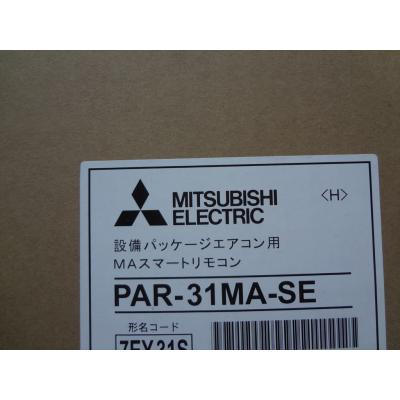 MITSUBISHI
ELECTRIC
<H>
設備パッケージエアコン用
MAスマートリモコン
PAR-31MA-SE
形名コード